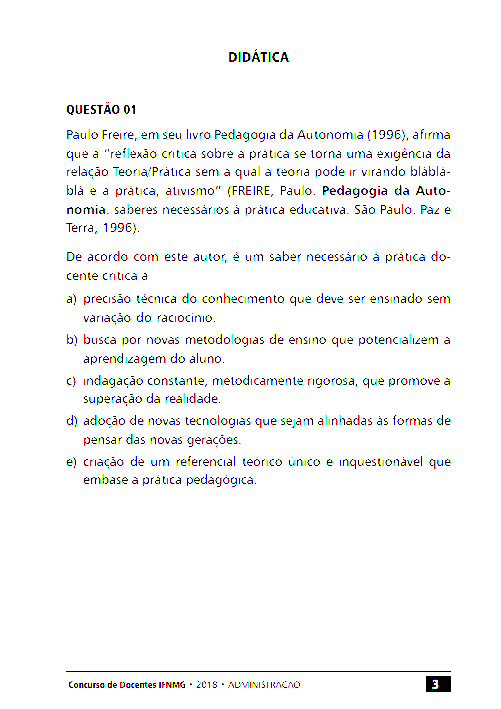 DIDÁTICA
QUESTÃO 01
Paulo Freire, em seu livro Pedagogia da Autonomia (1996), afirma
que a "reflexão crítica sobre a prática se torna uma exigência da
relação Teoria/Prática sem a qual a teoria pode ir virando bláblá-
blá e a prática, ativismo" (FREIRE, Paulo. Pedagogia da Auto-
nomia: saberes necessários à prática educativa. São Paulo: Paz e
Terra, 1996).
De acordo com este autor, é um saber necessário à prática do-
cente crítica a
a) precisão técnica do conhecimento que deve ser ensinado sem
variação do raciocínio.
b) busca por novas metodologias de ensino que potencializem a
aprendizagem do aluno.
c) indagação constante, metodicamente rigorosa, que promove a
superação da realidade.
d) adoção de novas tecnologias que sejam alinhadas às formas de
pensar das novas gerações.
e) criação de um referencial teórico único e inquestionável que
embase a prática pedagógica.
Concurso de Docentes IFNMG • 2018 • ADMINISTRAÇÃO 3